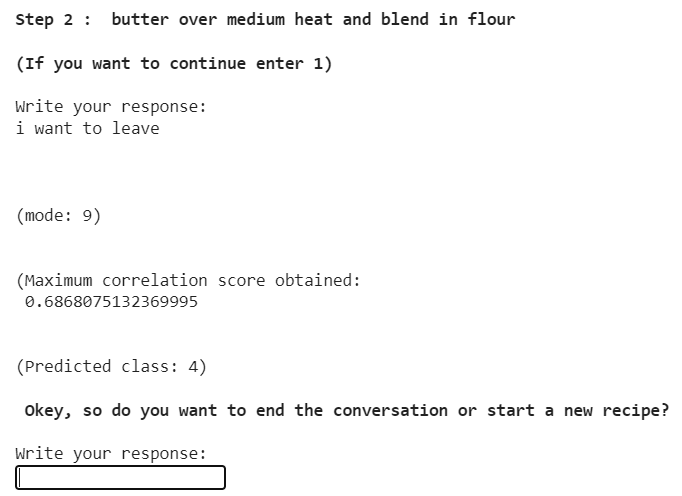 Step 2 :  butter over medium heat and blend in flour
(If you want to continue enter 1)
Write your response:
i want to leave
(mode: 9)
(Maximum correlation score obtained:
0.6868075132369995
(Predicted class: 4)
Okey, so do you want to end the conversation or start a new recipe?
Write your response: